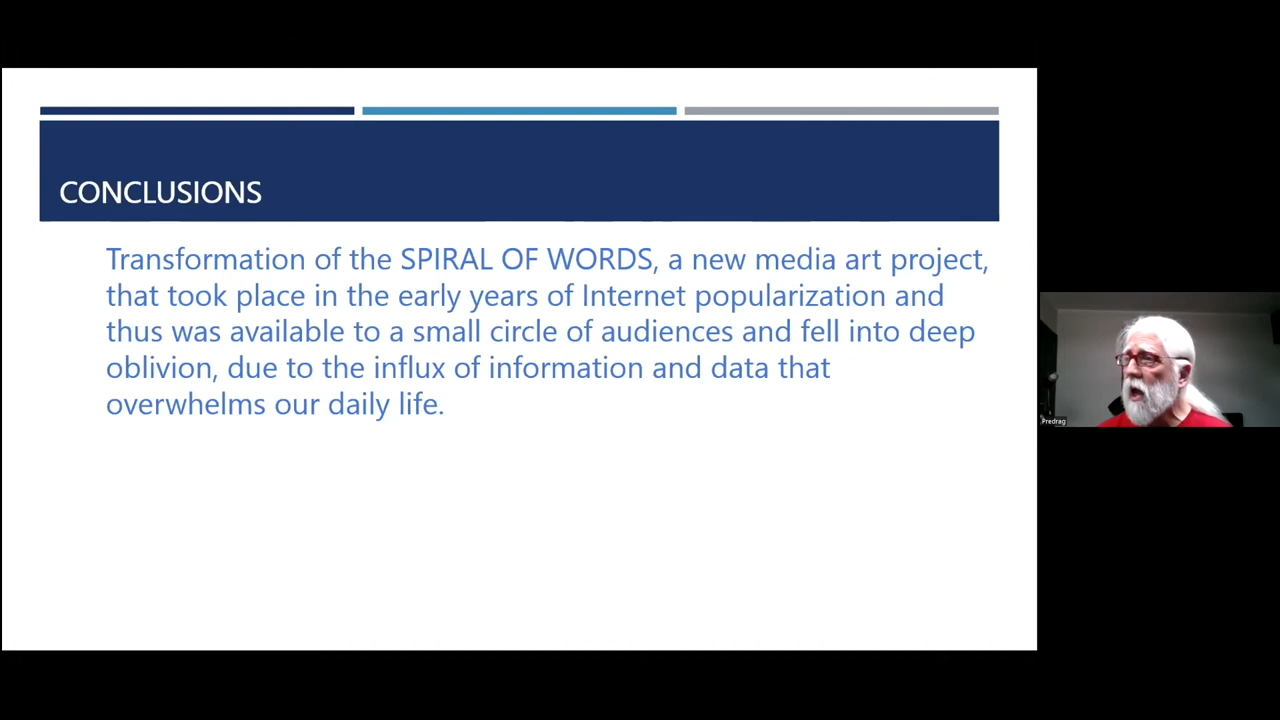 CONCLUSIONS
Transformation of the SPIRAL OF WORDS, a new media art project,
that took place in the early years of Internet popularization and
thus was available to a small circle of audiences and fell into deep
oblivion, due to the influx of information and data that
overwhelms our daily life.
Predrag